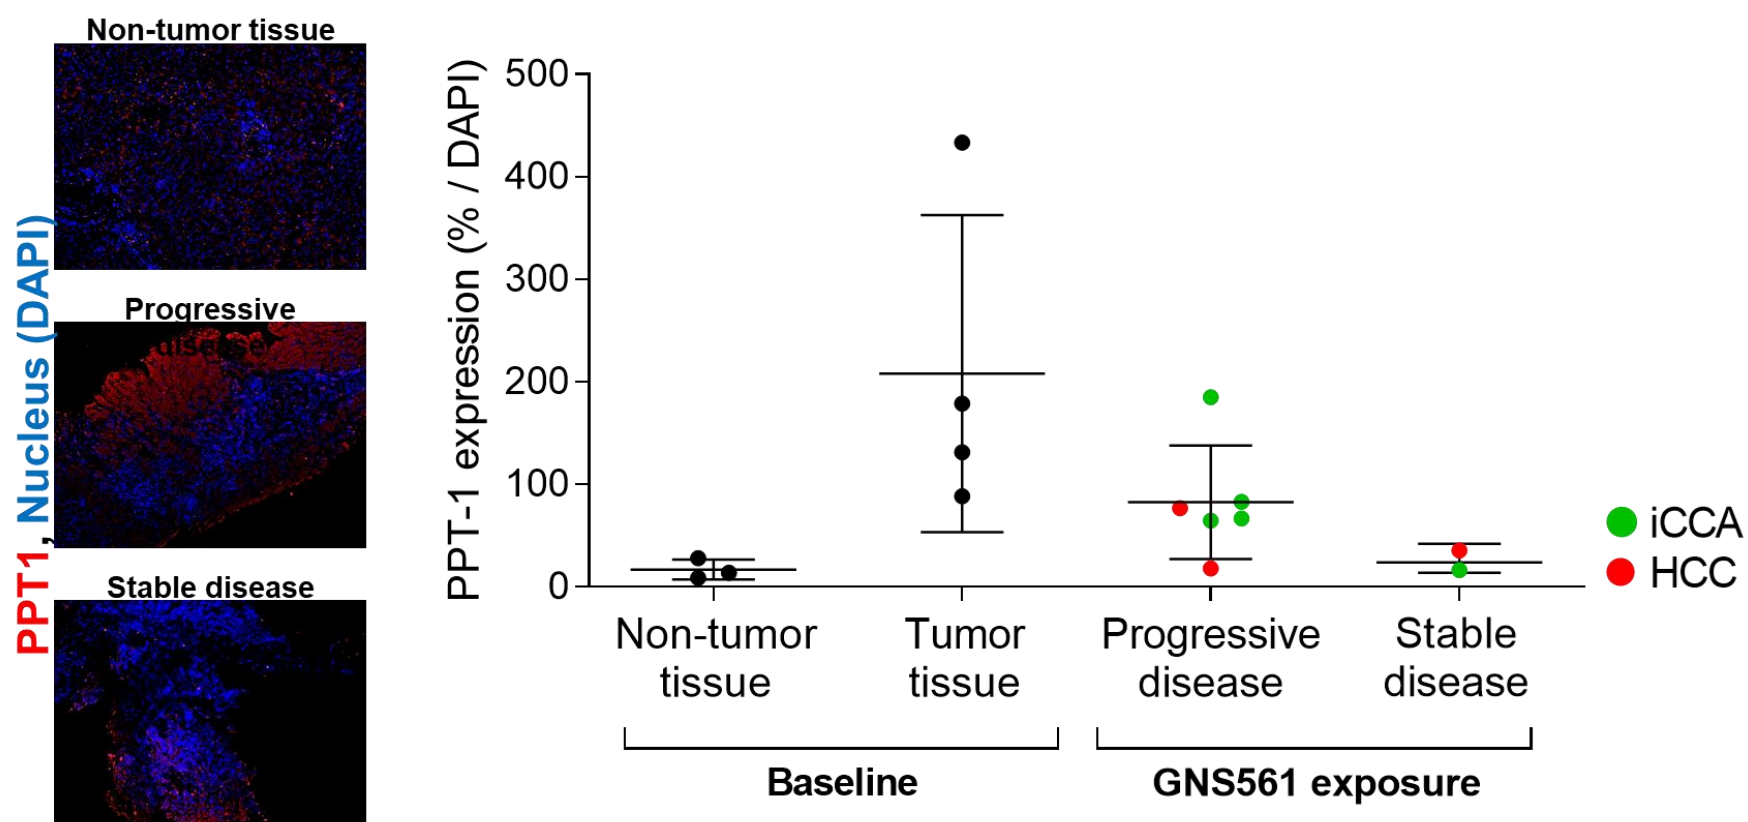 Non-tumor tissue
Progressive
disease
Stable disease
PPT1, Nucleus (DAPI)
PPT-1 expression (% / DAPI)
500
400
300
200
100
0
Non-tumor
tissue
Tumor
tissue
Progressive
disease
Stable
disease
Baseline
GNS561 exposure
iCCA
HCC